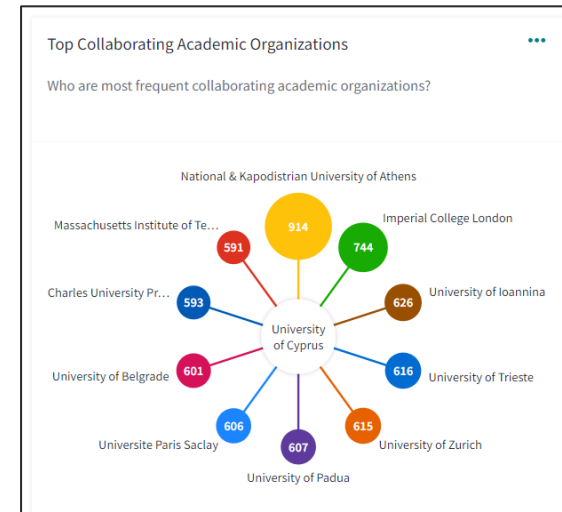 Top Collaborating Academic Organizations
•••
Who are most frequent collaborating academic organizations?
National & Kapodistrian University of Athens
914
Imperial College London
744
Massachusetts Institute of Te...
591
University of Ioannina
626
Charles University Pr...
593
University
of Cyprus
University of Trieste
616
University of Belgrade
601
University of Zurich
615
Universite Paris Saclay
606
607
University of Padua